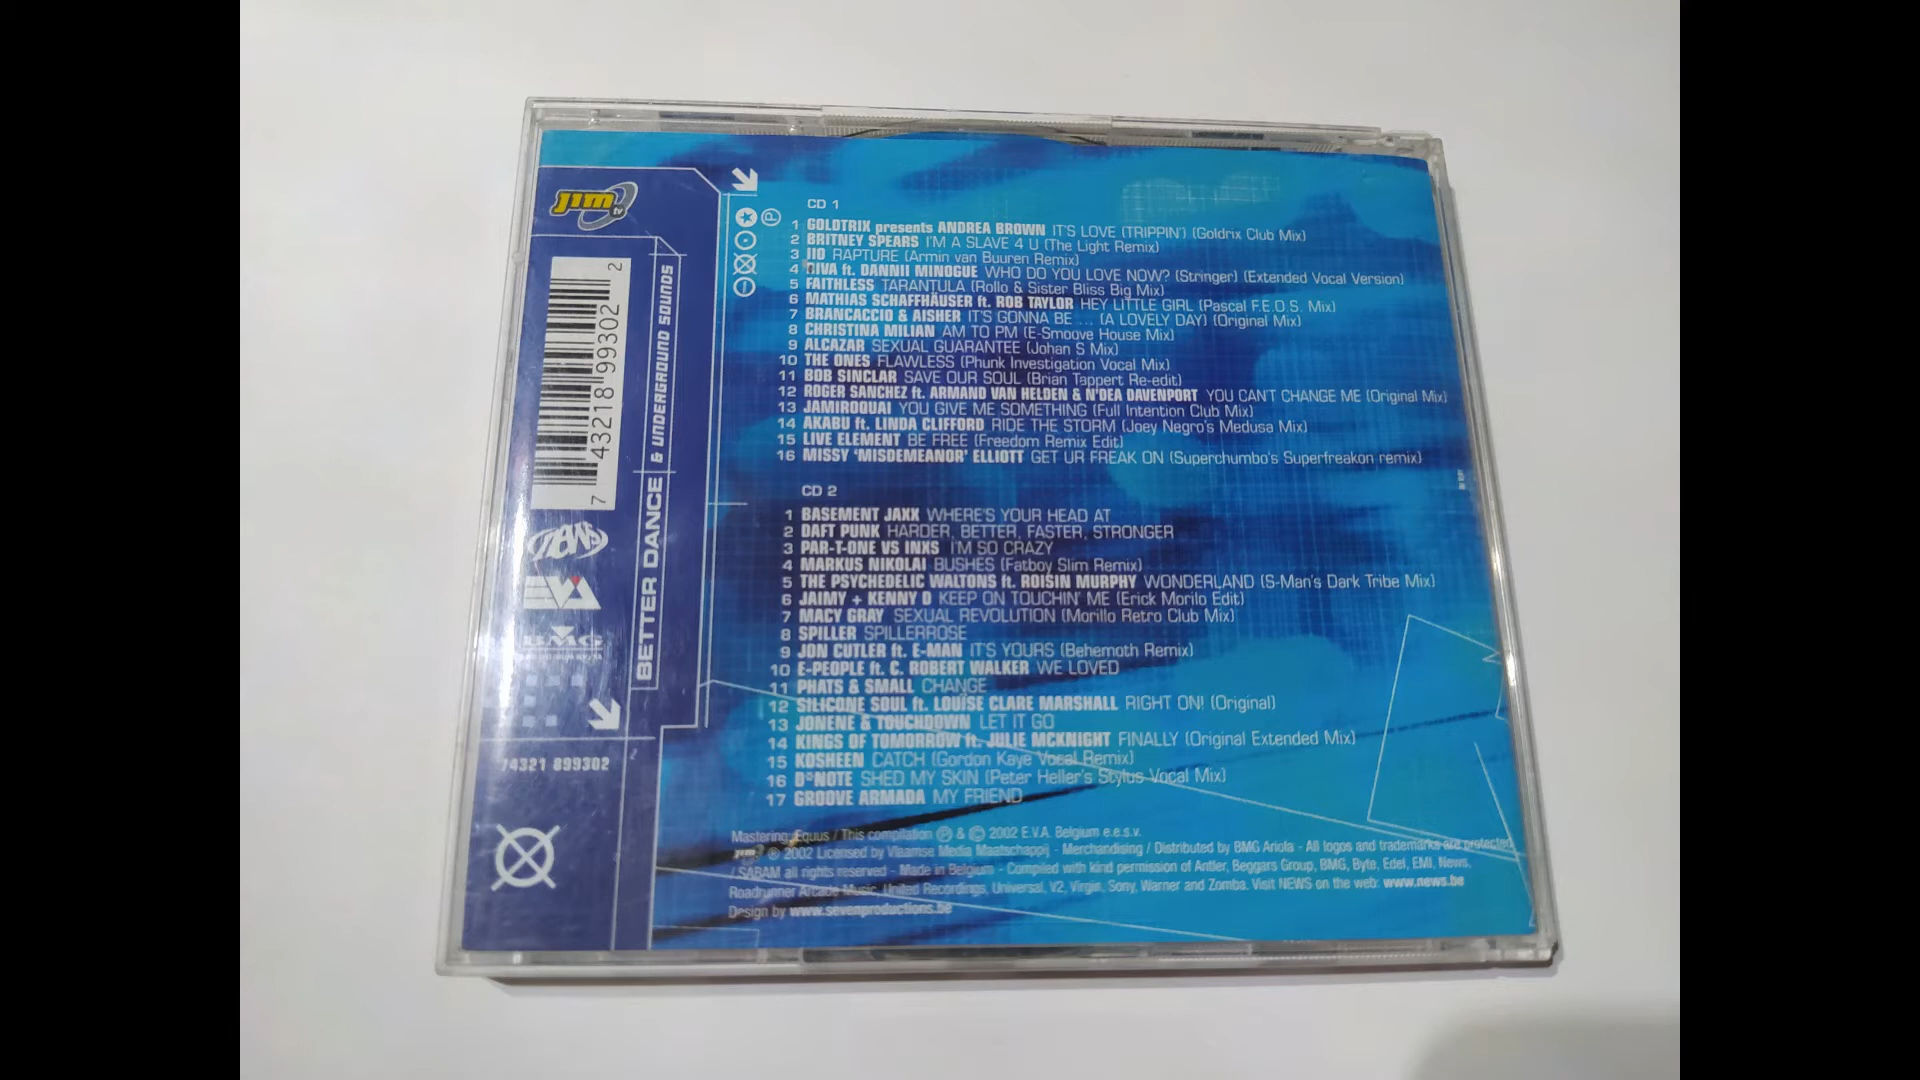 JIM tv
7 43218 99302 2
BETTER DANCE & UNDERGROUND SOUNDS
NEWS
EVA
BMG
74321 899302 2
CD 1
1 GOLDTRIX presents ANDREA BROWN IT'S LOVE (TRIPPIN') (Goldrix Club Mix)
2 BRITNEY SPEARS I'M A SLAVE 4 U (The Light Remix)
3 IIO RAPTURE (Armin van Buuren Remix)
4 DIVA ft. DANNII MINOGUE WHO DO YOU LOVE NOW? (Stringer) (Extended Vocal Version)
5 FAITHLESS TARANTULA (Rollo & Sister Bliss Big Mix)
6 MATHIAS SCHAFFHÄUSER ft. ROB TAYLOR HEY LITTLE GIRL (Pascal F.E.O.S. Mix)
7 BRANCACCIO & AISHER IT'S GONNA BE ... (A LOVELY DAY) (Original Mix)
8 CHRISTINA MILIAN AM TO PM (E-Smoove House Mix)
9 ALCAZAR SEXUAL GUARANTEE (Johan S Mix)
10 THE ONES FLAWLESS (Phunk Investigation Vocal Mix)
11 BOB SINCLAR SAVE OUR SOUL (Brian Tappert Re-edit)
12 ROGER SANCHEZ ft. ARMAND VAN HELDEN & N'DEA DAVENPORT YOU CAN'T CHANGE ME (Original Mix)
13 JAMIROQUAI YOU GIVE ME SOMETHING (Full Intention Club Mix)
14 AKABU ft. LINDA CLIFFORD RIDE THE STORM (Joey Negro's Medusa Mix)
15 LIVE ELEMENT BE FREE (Freedom Remix Edit)
16 MISSY 'MISDEMEANOR' ELLIOTT GET UR FREAK ON (Superchumbo's Superfreakon remix)
CD 2
1 BASEMENT JAXX WHERE'S YOUR HEAD AT
2 DAFT PUNK HARDER, BETTER, FASTER, STRONGER
3 PAR-T-ONE VS INXS I'M SO CRAZY
4 MARKUS NIKOLAI BUSHES (Fatboy Slim Remix)
5 THE PSYCHEDELIC WALTONS ft. ROISIN MURPHY WONDERLAND (S-Man's Dark Tribe Mix)
6 JAIMY + KENNY D KEEP ON TOUCHIN' ME (Erick Morilo Edit)
7 MACY GRAY SEXUAL REVOLUTION (Morillo Retro Club Mix)
8 SPILLER SPILLERROSE
9 JON CUTLER ft. E-MAN IT'S YOURS (Behemoth Remix)
10 E-PEOPLE ft. C. ROBERT WALKER WE LOVED
11 PHATS & SMALL CHANGE
12 SILICONE SOUL ft. LOUISE CLARE MARSHALL RIGHT ON! (Original)
13 JONENE & TOUCHDOWN LET IT GO
14 KINGS OF TOMORROW ft. JULIE MCKNIGHT FINALLY (Original Extended Mix)
15 KOSHEEN CATCH (Gordon Kaye Vocal Remix)
16 D*NOTE SHED MY SKIN (Peter Heller's Stylus Vocal Mix)
17 GROOVE ARMADA MY FRIEND
Mastering: Equus / This compilation ℗ & © 2002 E.V.A. Belgium e.e.s.v.
JIM tv ® 2002 Licensed by Vlaamse Media Maatschappij - Merchandising / Distributed by BMG Ariola - All logos and trademarks are protected
/ SABAM all rights reserved - Made in Belgium - Compiled with kind permission of Antler, Beggars Group, BMG, Byte, Edel, EMI, News,
Roadrunner Arcade Music, United Recordings, Universal, V2, Virgin, Sony, Warner and Zomba. Visit NEWS on the web: www.news.be
Design by www.sevenproductions.be